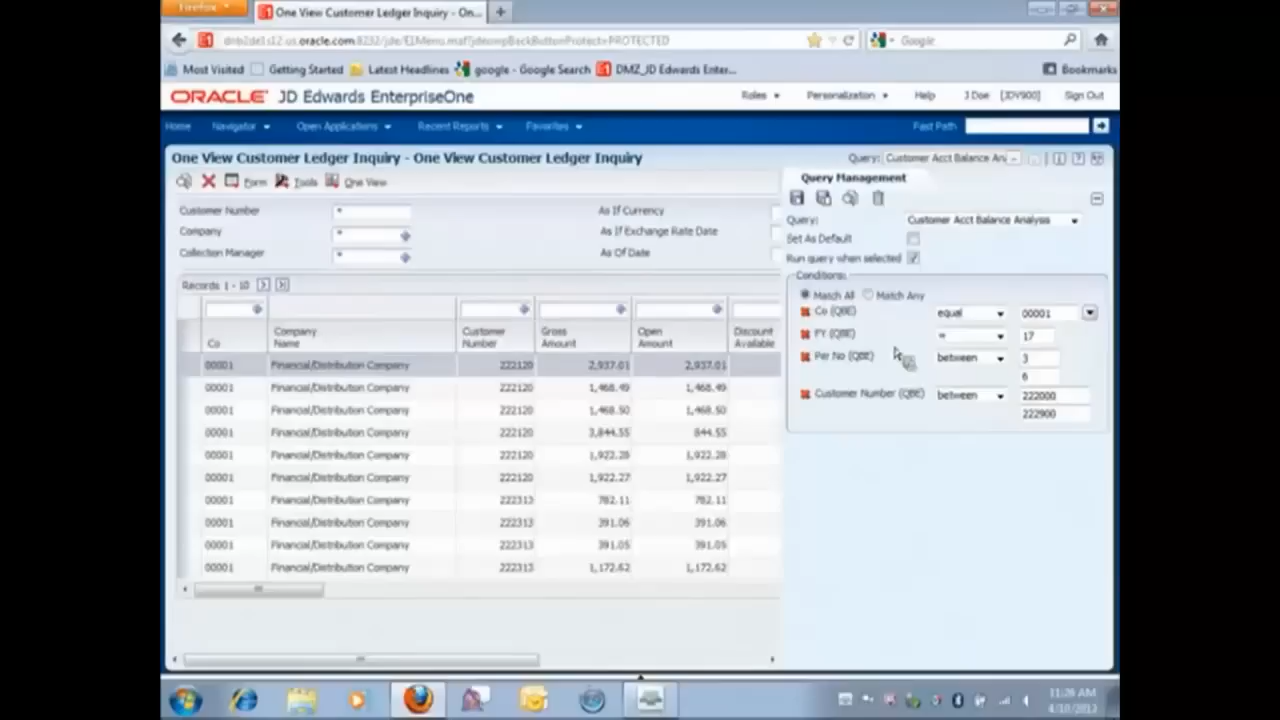 Firefox
One View Customer Ledger Inquiry - On...
Google
Most Visited Getting Started Latest Headlines google - Google Search DMZ_JD Edwards Enter... Bookmarks
ORACLE JD Edwards EnterpriseOne Roles Personalization Help J Doe [JDV900] Sign Out
Home Navigator Open Applications Recent Reports Favorites Fast Path
One View Customer Ledger Inquiry - One View Customer Ledger Inquiry Query: Customer Acct Balance An
Form Tools One View
Query Management
Customer Number * As If Currency
Company * As If Exchange Rate Date
Collection Manager * As Of Date
Query: Customer Acct Balance Analysis
Set As Default
Run query when selected
Conditions:
Match All Match Any
Co (QBE) equal 00001
FY (QBE) = 17
Per No (QBE) between 3
6
Customer Number (QBE) between 222000
222900
Records 1 - 10
Co Company Name Customer Number Gross Amount Open Amount Discount Available
00001 Financial/Distribution Company 222120 2,937.01 2,937.01
00001 Financial/Distribution Company 222120 1,468.49 1,468.49
00001 Financial/Distribution Company 222120 1,468.50 1,468.50
00001 Financial/Distribution Company 222120 3,844.55 844.55
00001 Financial/Distribution Company 222120 1,922.28 1,922.28
00001 Financial/Distribution Company 222120 1,922.27 1,922.27
00001 Financial/Distribution Company 222313 782.11 782.11
00001 Financial/Distribution Company 222313 391.06 391.06
00001 Financial/Distribution Company 222313 391.05 391.05
00001 Financial/Distribution Company 222313 1,172.62 1,172.62
11:26 AM